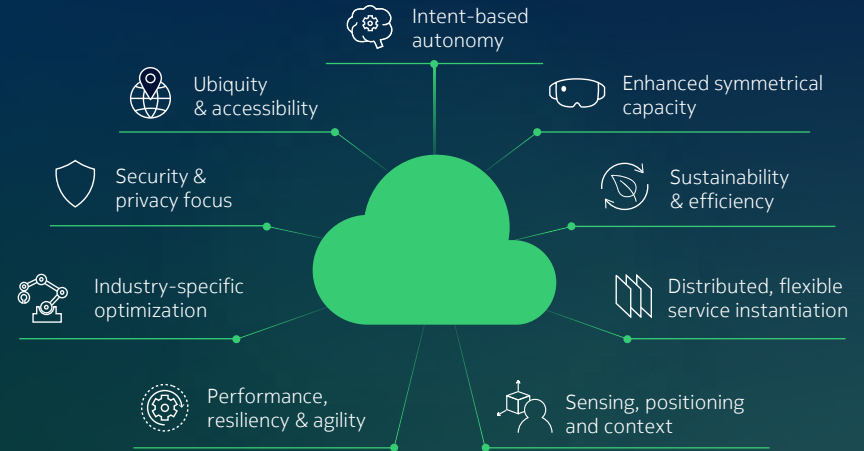 Intent-based
autonomy
Ubiquity
& accessibility
Enhanced symmetrical
capacity
Security &
privacy focus
Sustainability
& efficiency
Industry-specific
optimization
Distributed, flexible
service instantiation
Performance,
resiliency & agility
Sensing, positioning
and context